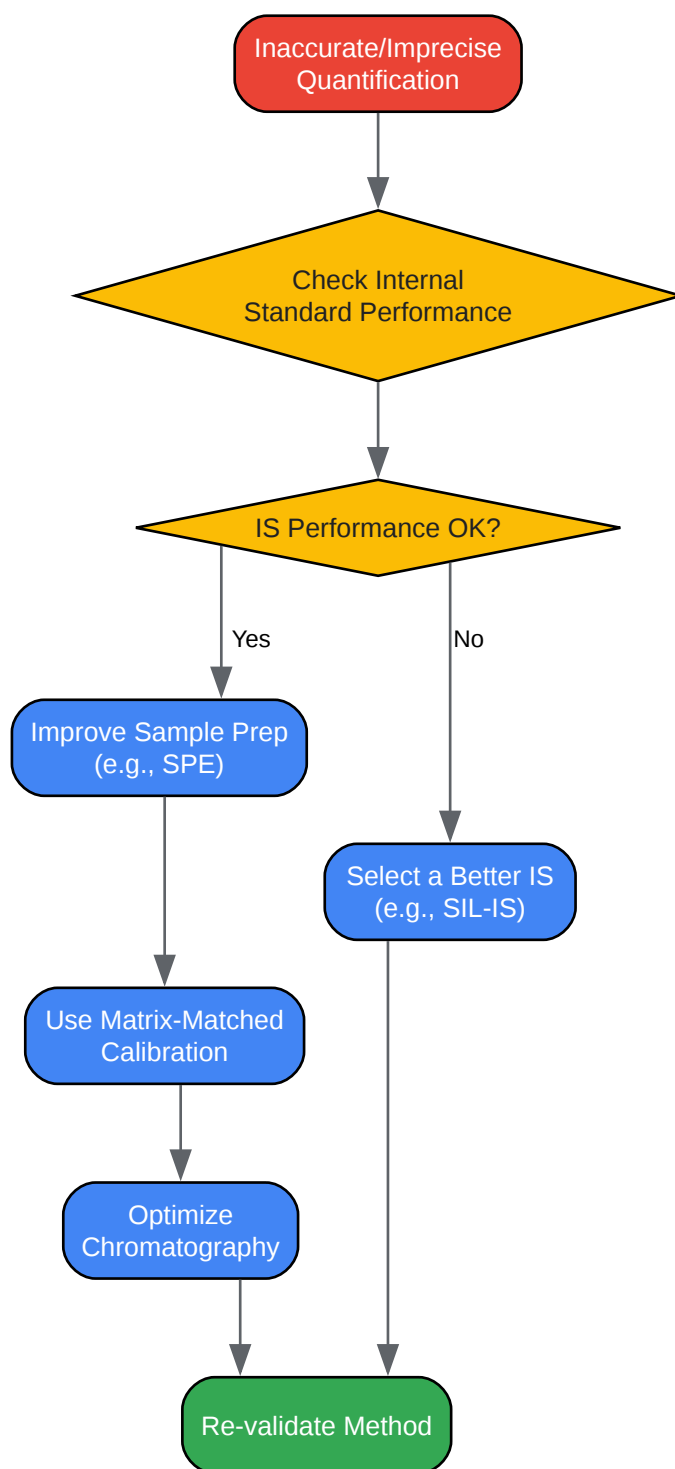 Inaccurate/Imprecise
Quantification
Check Internal
Standard Performance
IS Performance OK?
Yes
No
Improve Sample Prep
(e.g., SPE)
Select a Better IS
(e.g., SIL-IS)
Use Matrix-Matched
Calibration
Optimize
Chromatography
Re-validate Method